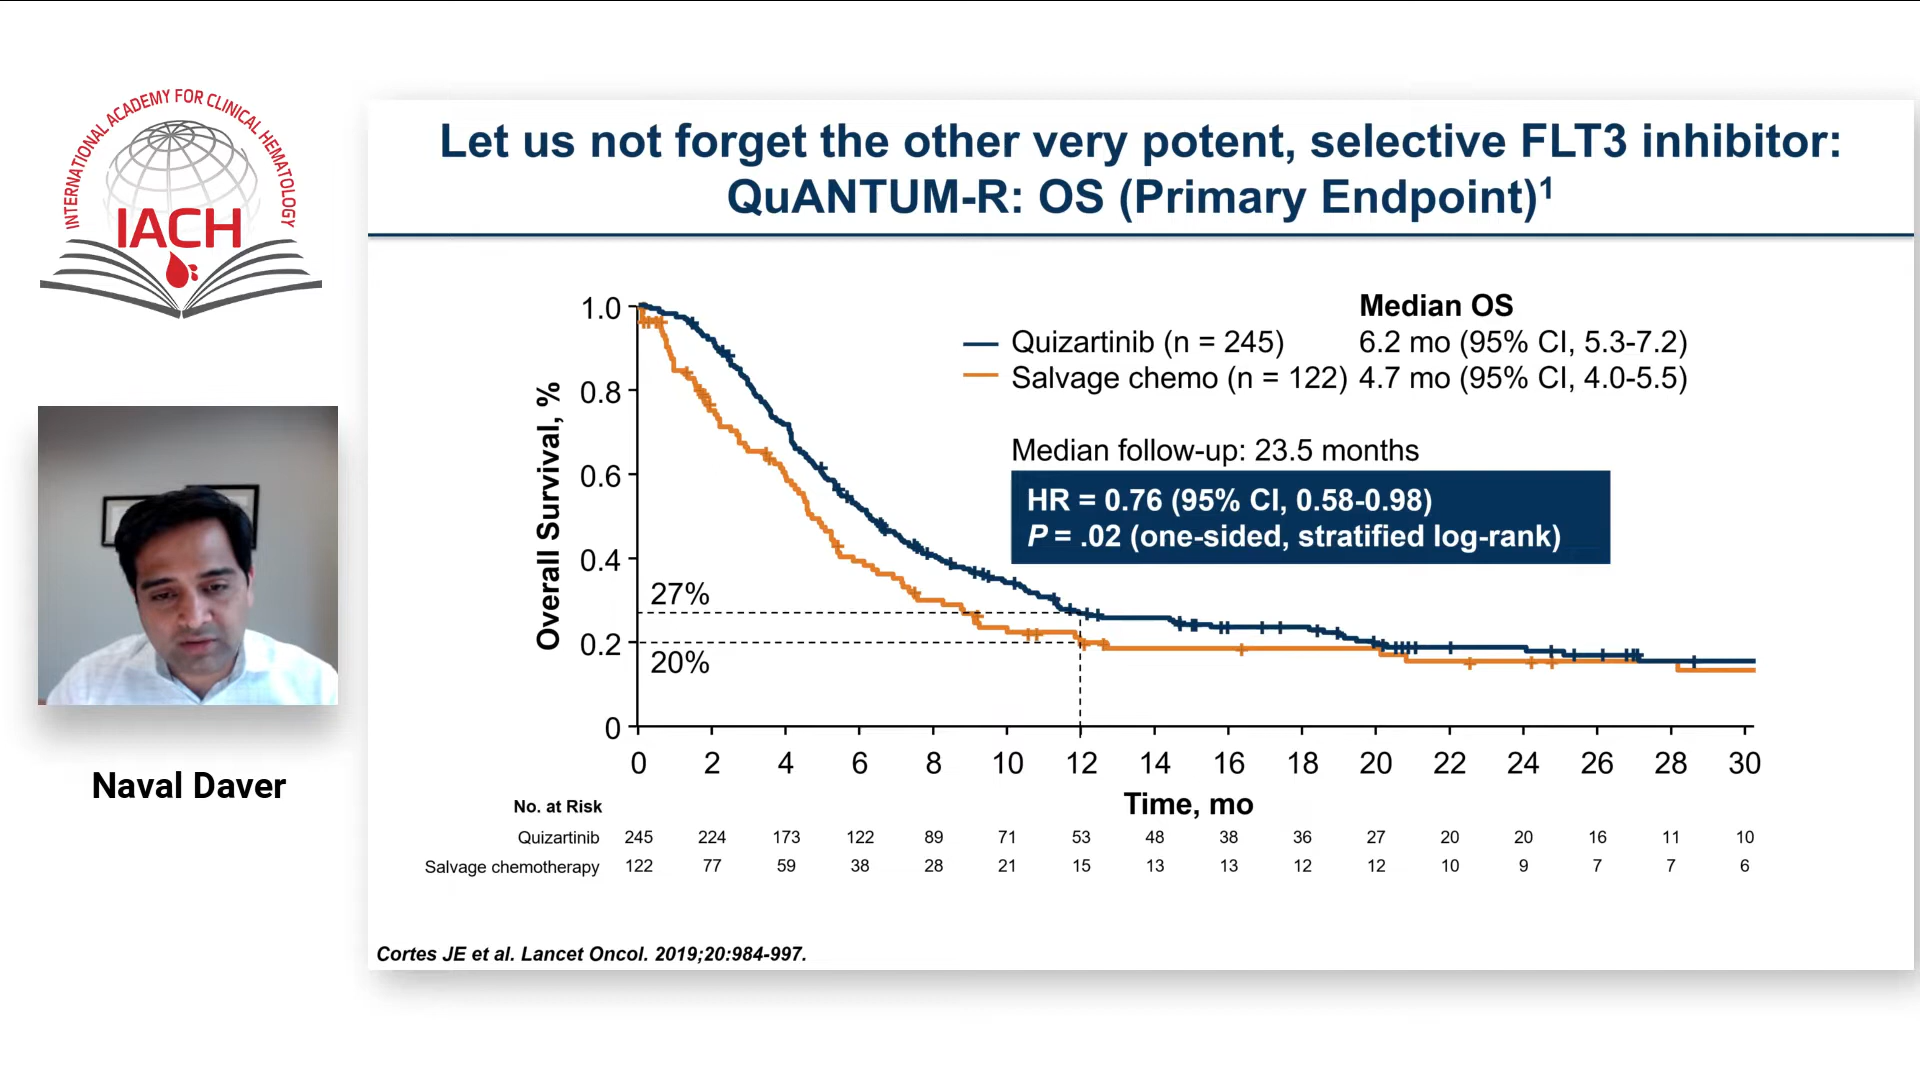 INTERNATIONAL ACADEMY FOR CLINICAL HEMATOLOGY
IACH
Naval Daver
Let us not forget the other very potent, selective FLT3 inhibitor:
QuANTUM-R: OS (Primary Endpoint)¹
Median OS
Quizartinib (n = 245) 6.2 mo (95% CI, 5.3-7.2)
Salvage chemo (n = 122) 4.7 mo (95% CI, 4.0-5.5)
Median follow-up: 23.5 months
HR = 0.76 (95% CI, 0.58-0.98)
P = .02 (one-sided, stratified log-rank)
Overall Survival, %
1.0
0.8
0.6
0.4
0.2
0
27%
20%
0 2 4 6 8 10 12 14 16 18 20 22 24 26 28 30
Time, mo
No. at Risk
Quizartinib 245 224 173 122 89 71 53 48 38 36 27 20 20 16 11 10
Salvage chemotherapy 122 77 59 38 28 21 15 13 13 12 12 10 9 7 7 6
Cortes JE et al. Lancet Oncol. 2019;20:984-997.